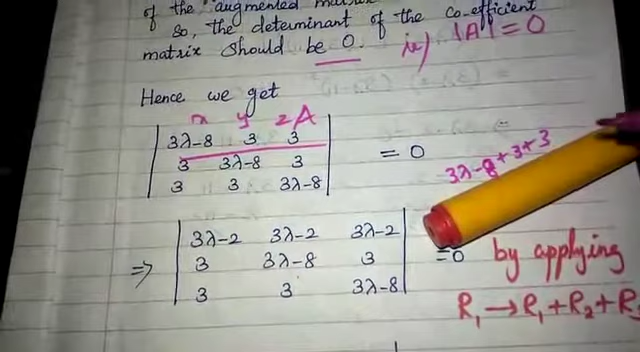 of the augmented matrix
So, the determinant of the co-efficient
matrix should be 0. iv) |A| = 0
Hence we get
x y z A
3λ-8 3 3
3 3λ-8 3 = 0
3 3 3λ-8
3λ-8+3+3
3λ-2 3λ-2 3λ-2
⇒ 3 3λ-8 3 =0 by applying
3 3 3λ-8
R₁→R₁+R₂+R₃